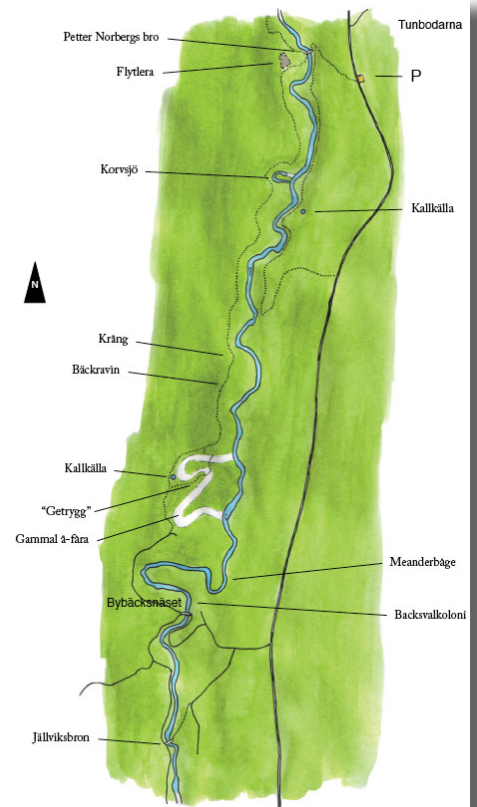 Tunbodarna
Petter Norbergs bro
Flytlera
P
Korvsjö
Kallkälla
N
Kräng
Bäckravin
Kallkälla
"Getrygg"
Gammal å-fåra
Meanderbåge
Bybäcksnäset
Backsvalkoloni
Jällviksbron